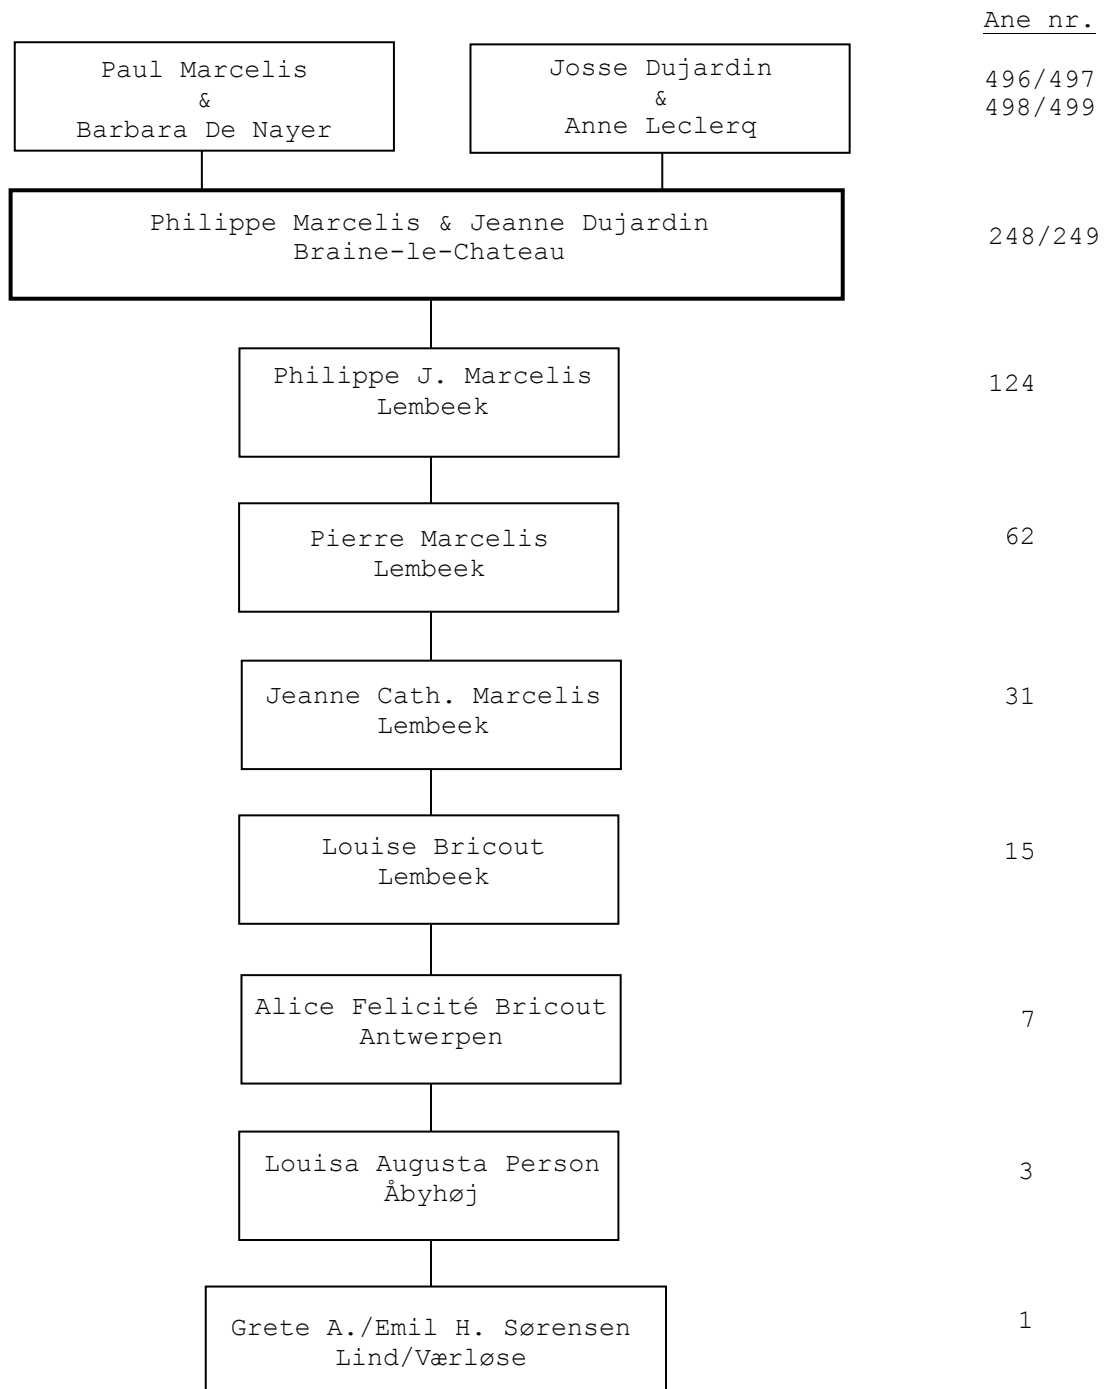 Ane nr.
Paul Marcelis
&
Barbara De Nayer
Josse Dujardin
&
Anne Leclerq
496/497
498/499
Philippe Marcelis & Jeanne Dujardin
Braine-le-Chateau
248/249
Philippe J. Marcelis
Lembeek
124
Pierre Marcelis
Lembeek
62
Jeanne Cath. Marcelis
Lembeek
31
Louise Bricout
Lembeek
15
Alice Felicité Bricout
Antwerpen
7
Louisa Augusta Person
Åbyhøj
3
Grete A./Emil H. Sørensen
Lind/Værløse
1